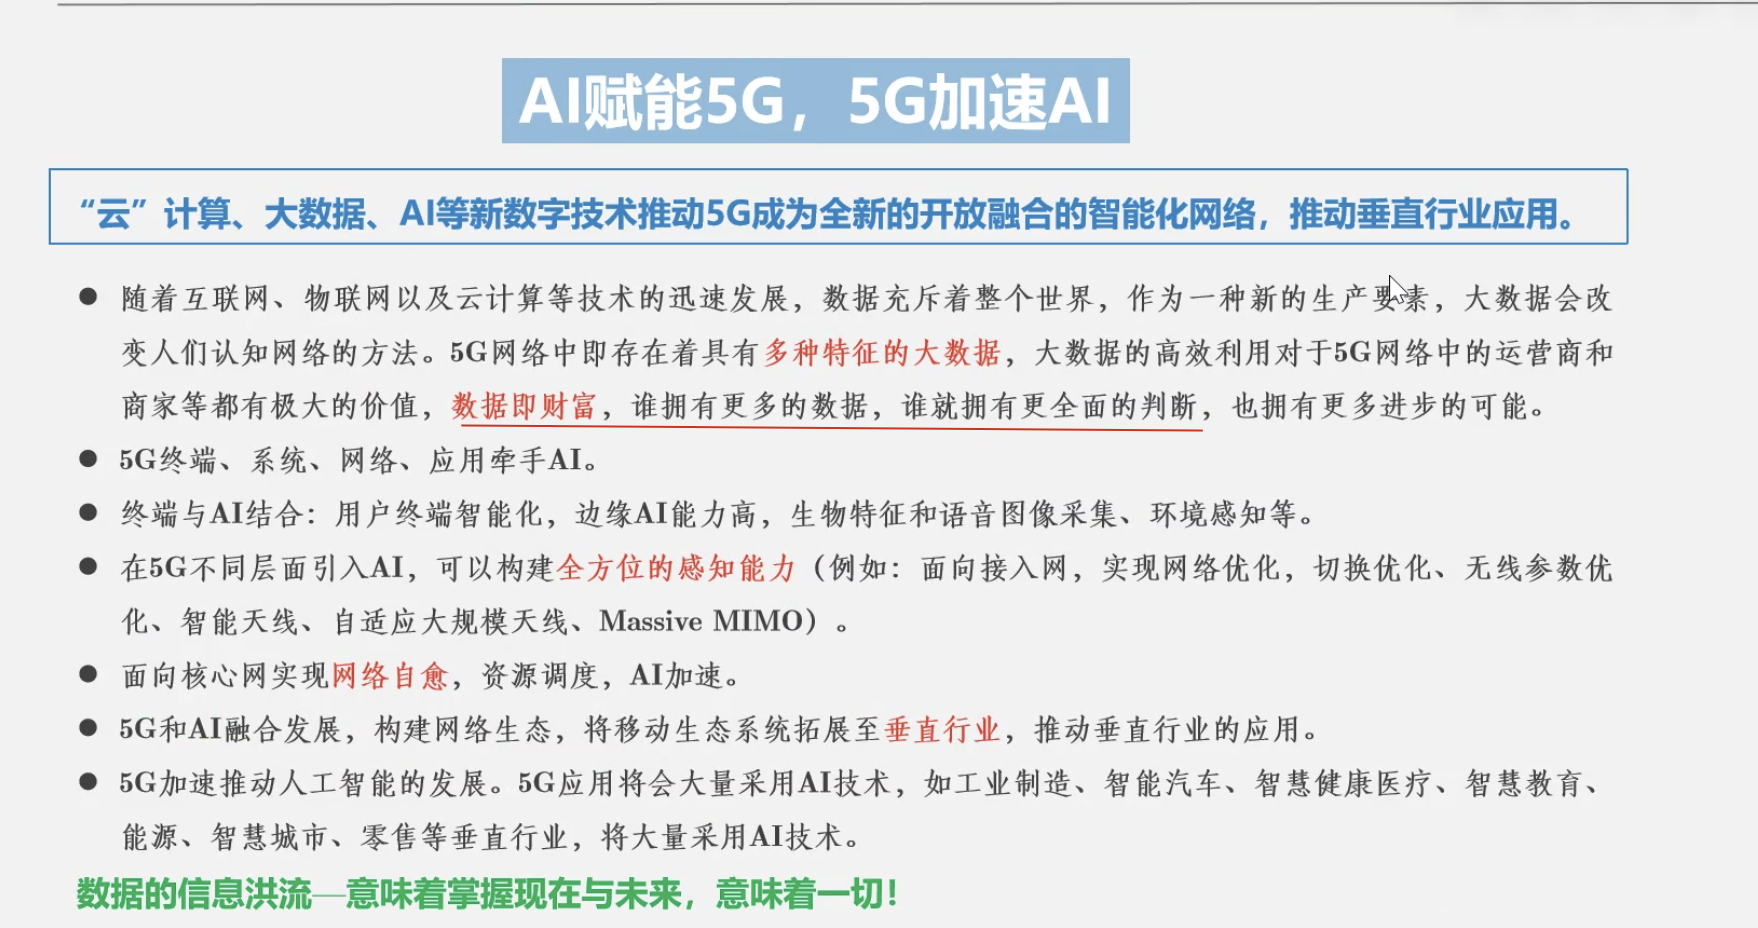 AI赋能5G，5G加速AI
“云”计算、大数据、AI等新数字技术推动5G成为全新的开放融合的智能化网络，推动垂直行业应用。
● 随着互联网、物联网以及云计算等技术的迅速发展，数据充斥着整个世界，作为一种新的生产要素，大数据会改
变人们认知网络的方法。5G网络中即存在着具有多种特征的大数据，大数据的高效利用对于5G网络中的运营商和
商家等都有极大的价值，数据即财富，谁拥有更多的数据，谁就拥有更全面的判断，也拥有更多进步的可能。
● 5G终端、系统、网络、应用牵手AI。
● 终端与AI结合：用户终端智能化，边缘AI能力高，生物特征和语音图像采集、环境感知等。
● 在5G不同层面引入AI，可以构建全方位的感知能力（例如：面向接入网，实现网络优化，切换优化、无线参数优
化、智能天线、自适应大规模天线、Massive MIMO）。
● 面向核心网实现网络自愈，资源调度，AI加速。
● 5G和AI融合发展，构建网络生态，将移动生态系统拓展至垂直行业，推动垂直行业的应用。
● 5G加速推动人工智能的发展。5G应用将会大量采用AI技术，如工业制造、智能汽车、智慧健康医疗、智慧教育、
能源、智慧城市、零售等垂直行业，将大量采用AI技术。
数据的信息洪流—意味着掌握现在与未来，意味着一切！